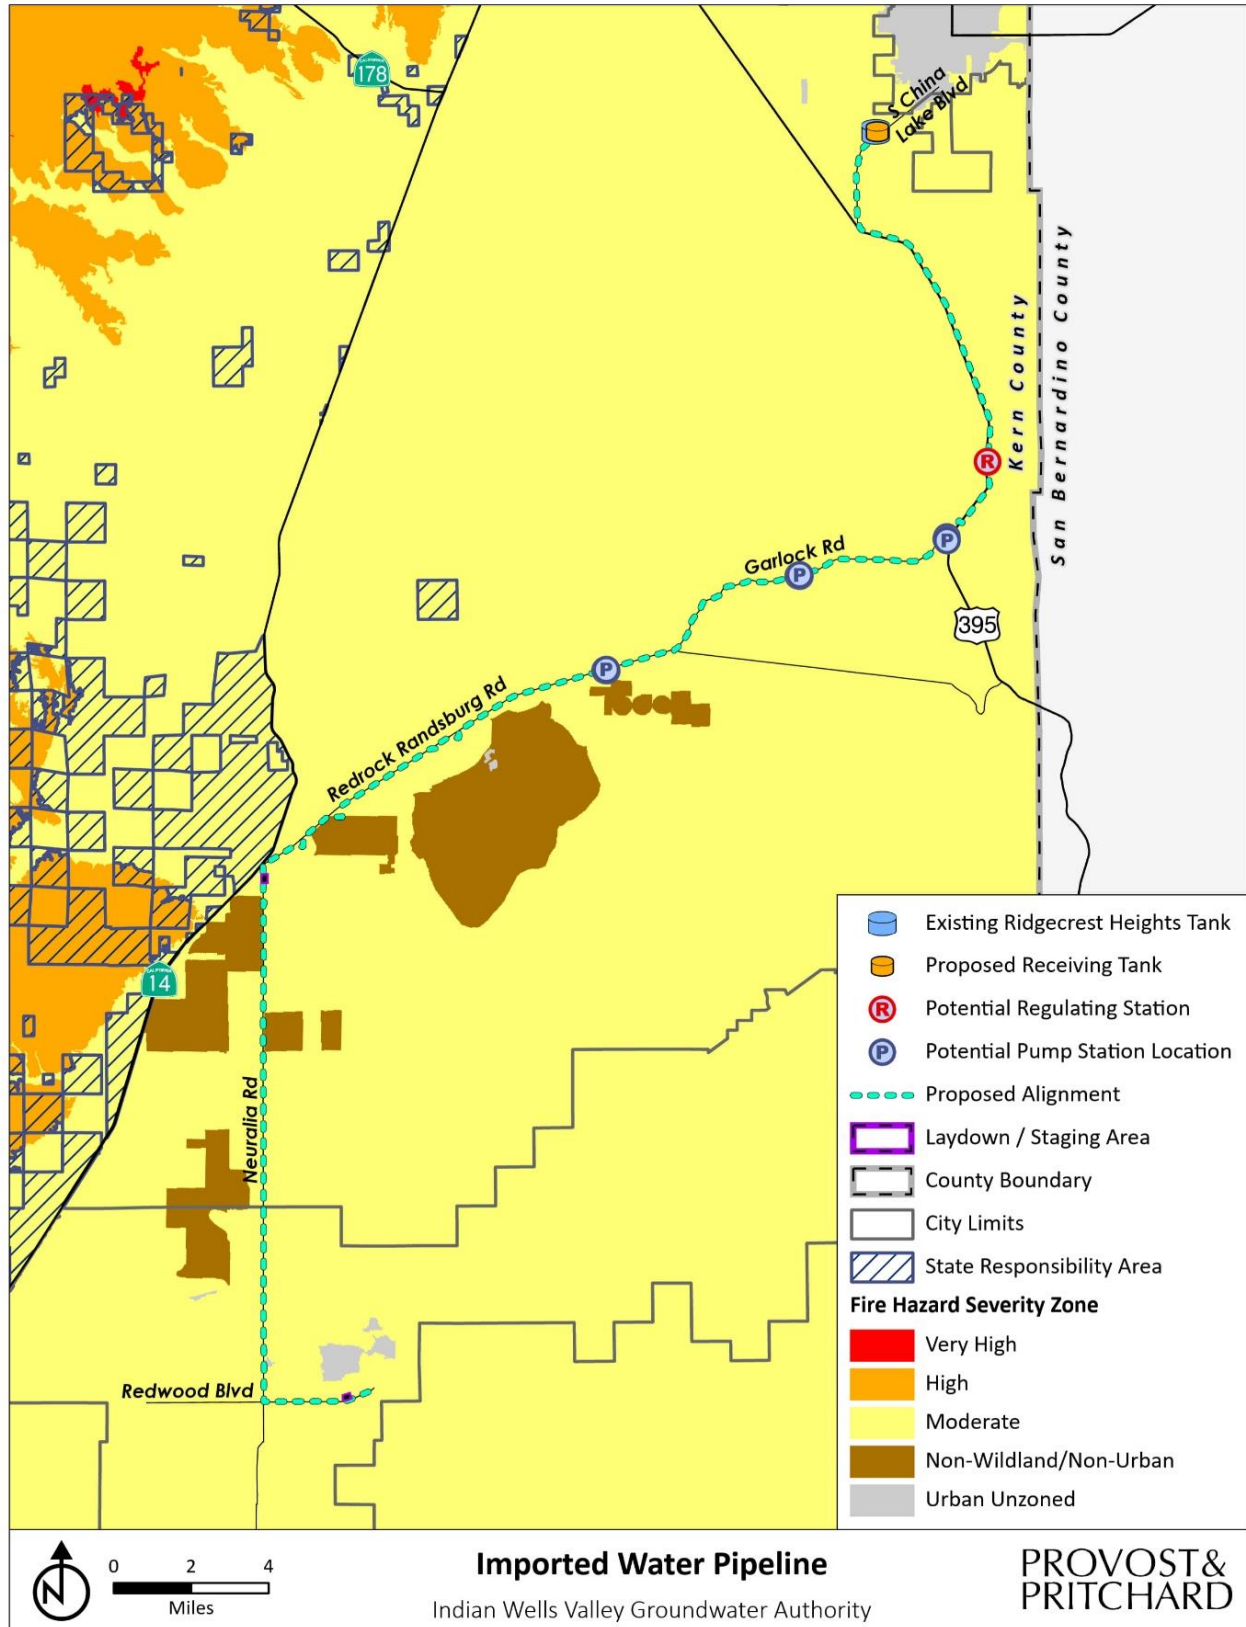 CALIFORNIA
178
S China
Lake Blvd
Kern County
San Bernardino County
R
P
Garlock Rd
P
395
P
Redrock Randsburg Rd
CALIFORNIA
14
Neuralia Rd
Redwood Blvd
Existing Ridgecrest Heights Tank
Proposed Receiving Tank
R Potential Regulating Station
P Potential Pump Station Location
Proposed Alignment
Laydown / Staging Area
County Boundary
City Limits
State Responsibility Area
Fire Hazard Severity Zone
Very High
High
Moderate
Non-Wildland/Non-Urban
Urban Unzoned
N
0 2 4
Miles
Imported Water Pipeline
Indian Wells Valley Groundwater Authority
PROVOST&
PRITCHARD